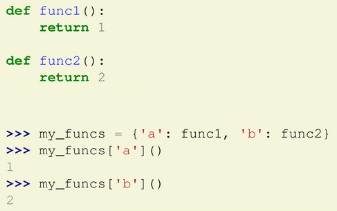 def func1():
    return 1
def func2():
    return 2
>>> my_funcs = {'a': func1, 'b': func2}
>>> my_funcs['a']()
1
>>> my_funcs['b']()
2